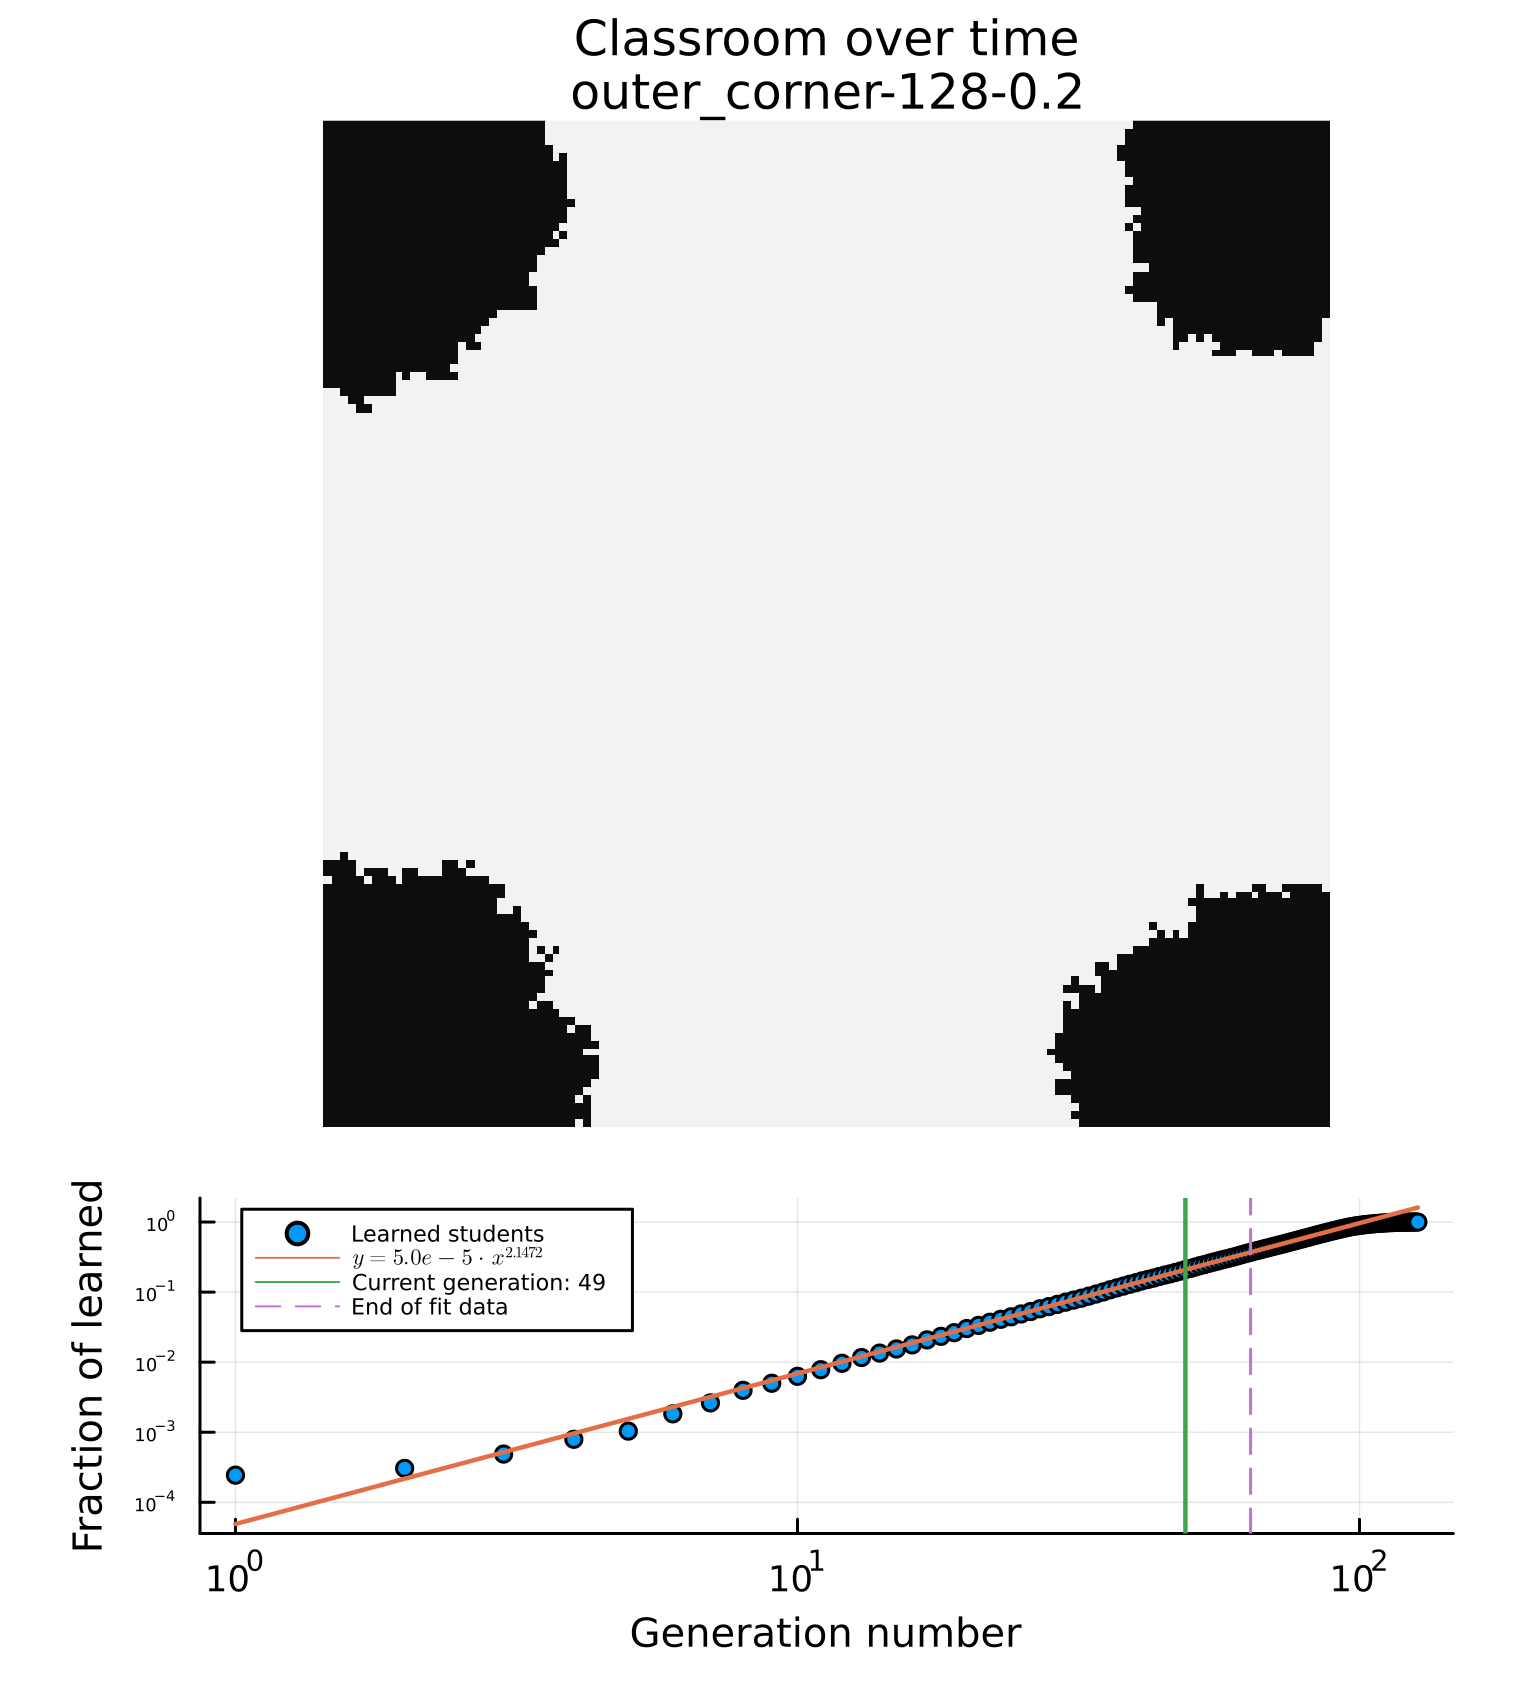 Classroom over time
outer_corner-128-0.2
Fraction of learned
10^0
10^-1
10^-2
10^-3
10^-4
Learned students
y = 5.0e − 5 · x^2.1472
Current generation: 49
End of fit data
10^0 10^1 10^2
Generation number